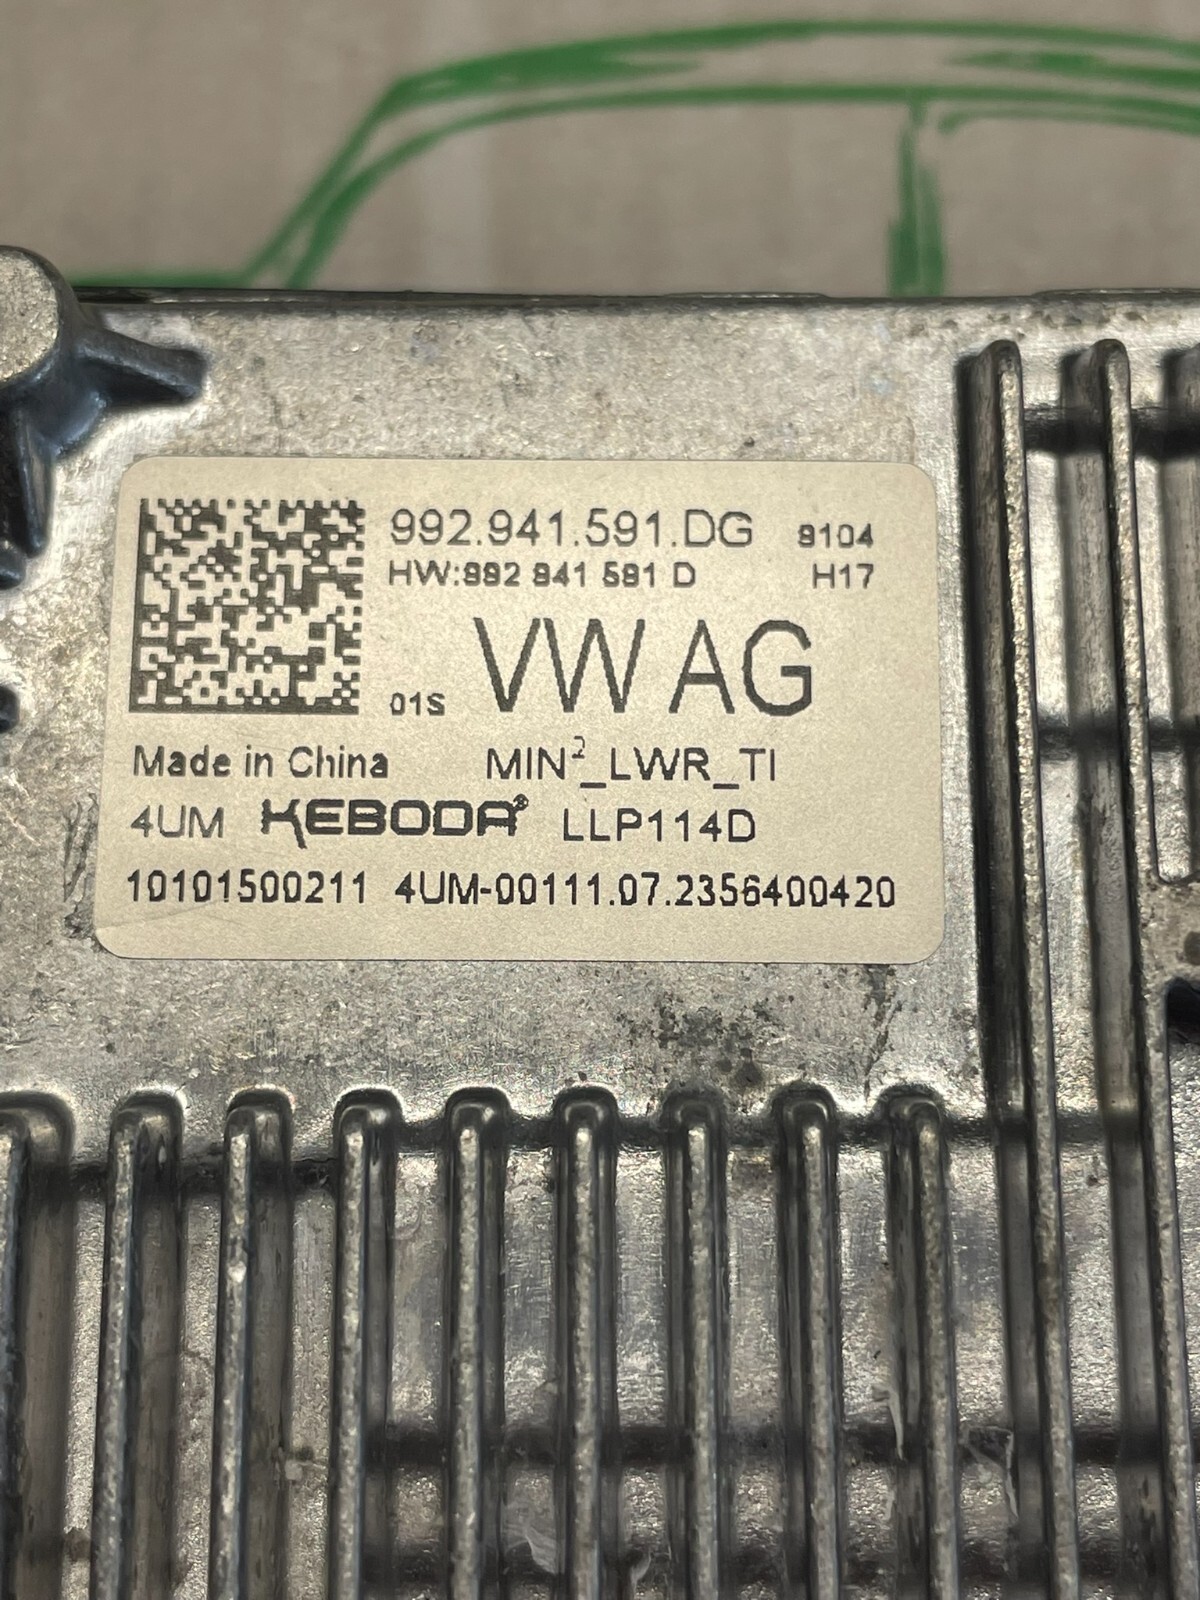 992.941.591.DG 9104
HW:992 941 591 D H17
01S VW AG
Made in China MIN²_LWR_TI
4UM KEBODA® LLP114D
10101500211 4UM-00111.07.2356400420